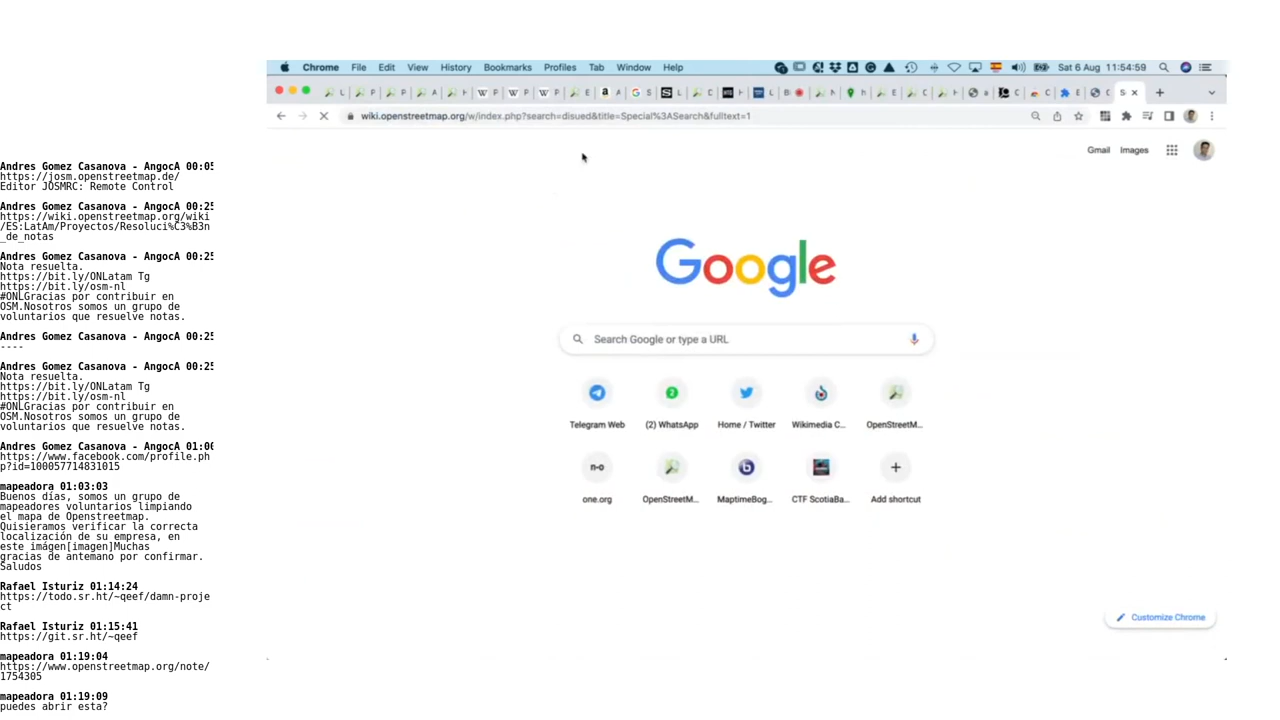 Andres Gomez Casanova - AngocA 00:05
https://josm.openstreetmap.de/
Editor JOSMRC: Remote Control
Andres Gomez Casanova - AngocA 00:25
https://wiki.openstreetmap.org/wiki
/ES:LatAm/Proyectos/Resoluci%C3%B3n
_de_notas
Andres Gomez Casanova - AngocA 00:25
Nota resuelta.
https://bit.ly/ONLatam Tg
https://bit.ly/osm-nl
#ONLGracias por contribuir en
OSM.Nosotros somos un grupo de
voluntarios que resuelve notas.
Andres Gomez Casanova - AngocA 00:25
----
Andres Gomez Casanova - AngocA 00:25
Nota resuelta.
https://bit.ly/ONLatam Tg
https://bit.ly/osm-nl
#ONLGracias por contribuir en
OSM.Nosotros somos un grupo de
voluntarios que resuelve notas.
Andres Gomez Casanova - AngocA 01:00
https://www.facebook.com/profile.ph
p?id=100057714831015
mapeadora 01:03:03
Buenos días, somos un grupo de
mapeadores voluntarios limpiando
el mapa de Openstreetmap.
Quisieramos verificar la correcta
localización de su empresa, en
este imágen[imagen]Muchas
gracias de antemano por confirmar.
Saludos
Rafael Isturiz 01:14:24
https://todo.sr.ht/~qeef/damn-proje
ct
Rafael Isturiz 01:15:41
https://git.sr.ht/~qeef
mapeadora 01:19:04
https://www.openstreetmap.org/note/
1754305
mapeadora 01:19:09
puedes abrir esta?
Chrome File Edit View History Bookmarks Profiles Tab Window Help Sat 6 Aug 11:54:59
wiki.openstreetmap.org/w/index.php?search=disued&title=Special%3ASearch&fulltext=1
Gmail Images
Google
Search Google or type a URL
Telegram Web (2) WhatsApp Home / Twitter Wikimedia C... OpenStreetM...
n-o
one.org OpenStreetM... MaptimeBog... CTF ScotiaBa... Add shortcut
Customize Chrome